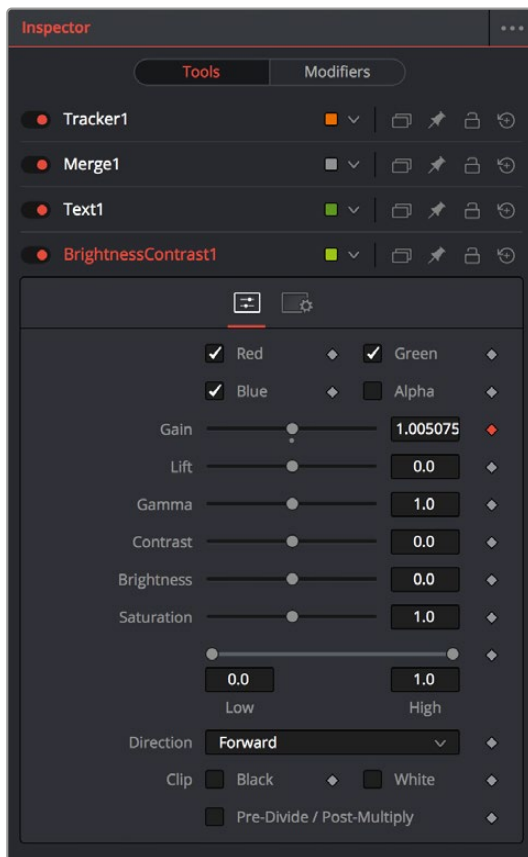 Inspector
Tools Modifiers
Tracker1
Merge1
Text1
BrightnessContrast1
Red Green
Blue Alpha
Gain 1.005075
Lift 0.0
Gamma 1.0
Contrast 0.0
Brightness 0.0
Saturation 1.0
0.0 1.0
Low High
Direction Forward
Clip Black White
Pre-Divide / Post-Multiply